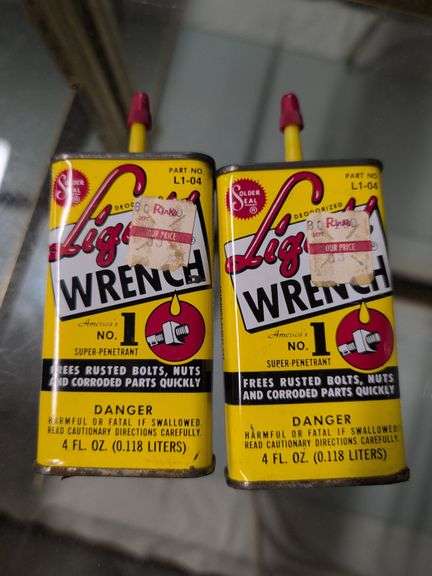 SOLDER
SEAL
®
PART NO.
L1-04
DEODORIZED
Liquid
WRENCH
OUR PRICE
America's
NO. 1
SUPER-PENETRANT
FREES RUSTED BOLTS, NUTS
AND CORRODED PARTS QUICKLY
DANGER
HARMFUL OR FATAL IF SWALLOWED.
READ CAUTIONARY DIRECTIONS CAREFULLY.
4 FL. OZ. (0.118 LITERS)
SOLDER
SEAL
®
PART NO.
L1-04
DEODORIZED
Liquid
WRENCH
OUR PRICE
America's
NO. 1
SUPER-PENETRANT
FREES RUSTED BOLTS, NUTS
AND CORRODED PARTS QUICKLY
DANGER
HARMFUL OR FATAL IF SWALLOWED.
READ CAUTIONARY DIRECTIONS CAREFULLY.
4 FL. OZ. (0.118 LITERS)